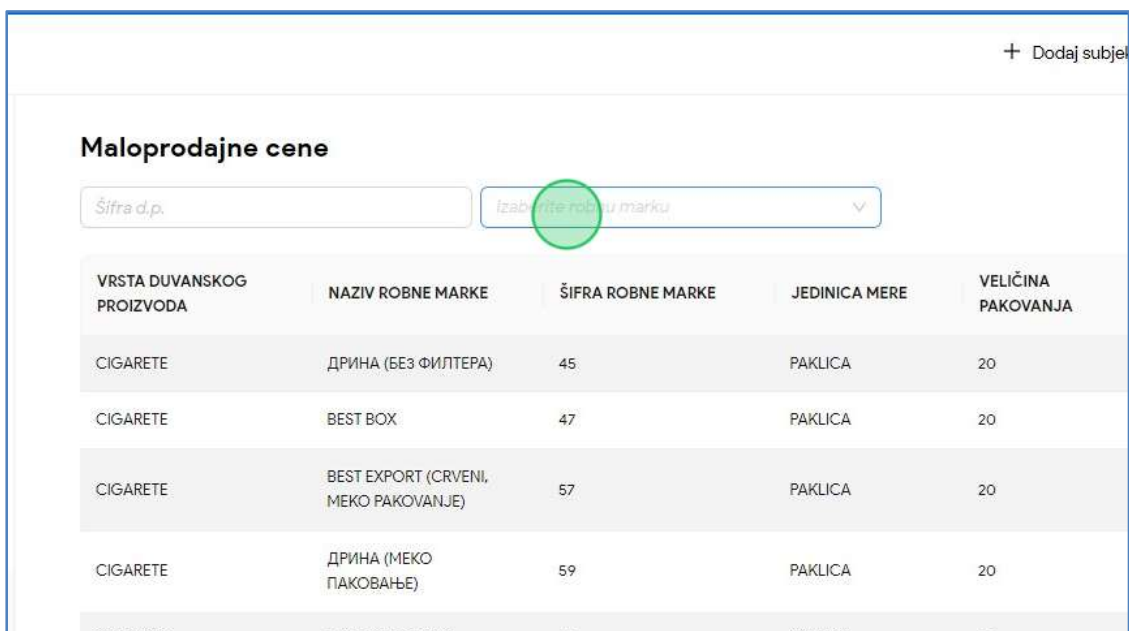 + Dodaj subjek
Maloprodajne cene
Šifra d.p.
Izaberite robnu marku
VRSTA DUVANSKOG
PROIZVODA
NAZIV ROBNE MARKE
ŠIFRA ROBNE MARKE
JEDINICA MERE
VELIČINA
PAKOVANJA
CIGARETE
ДРИНА (БЕЗ ФИЛТЕРА)
45
PAKLICA
20
CIGARETE
BEST BOX
47
PAKLICA
20
CIGARETE
BEST EXPORT (CRVENI,
MEKO PAKOVANJE)
57
PAKLICA
20
CIGARETE
ДРИНА (МЕКО
ПАКОВАЊЕ)
59
PAKLICA
20